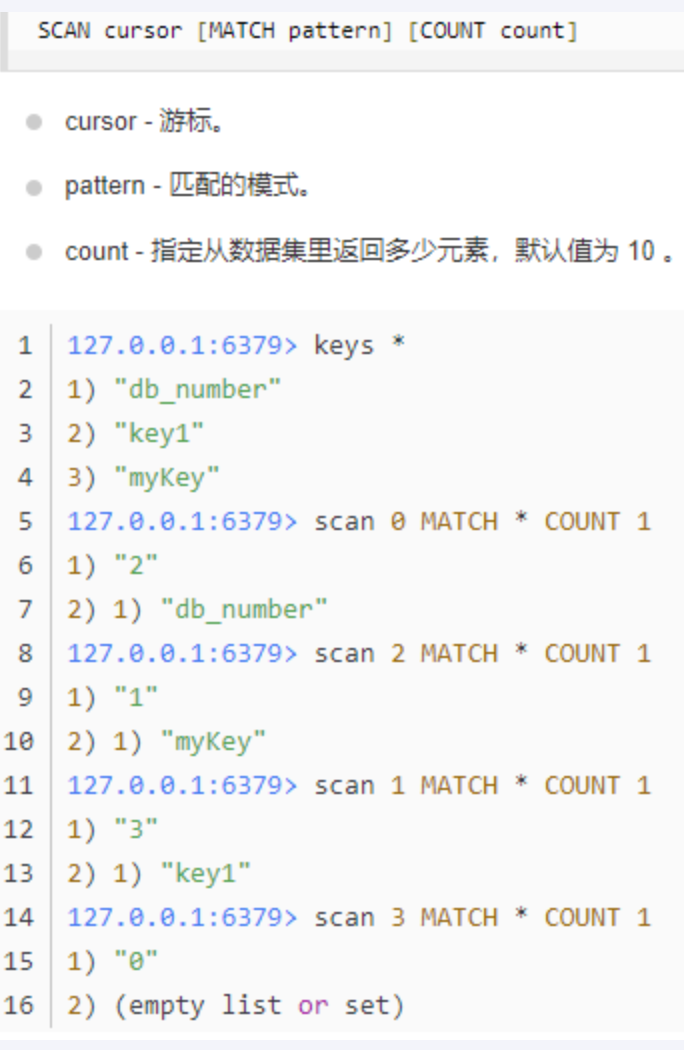 SCAN cursor [MATCH pattern] [COUNT count]
cursor - 游标。
pattern - 匹配的模式。
count - 指定从数据集里返回多少元素，默认值为 10 。
1 127.0.0.1:6379> keys *
2 1) "db_number"
3 2) "key1"
4 3) "myKey"
5 127.0.0.1:6379> scan 0 MATCH * COUNT 1
6 1) "2"
7 2) 1) "db_number"
8 127.0.0.1:6379> scan 2 MATCH * COUNT 1
9 1) "1"
10 2) 1) "myKey"
11 127.0.0.1:6379> scan 1 MATCH * COUNT 1
12 1) "3"
13 2) 1) "key1"
14 127.0.0.1:6379> scan 3 MATCH * COUNT 1
15 1) "0"
16 2) (empty list or set)